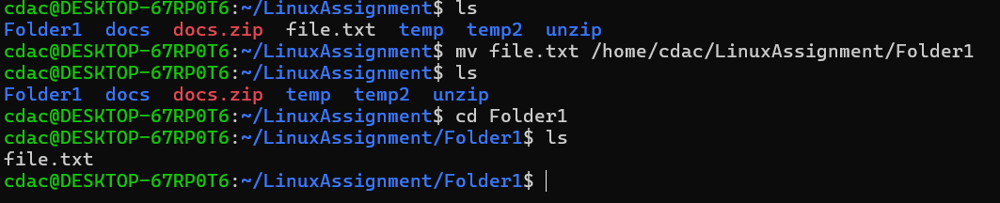 cdac@DESKTOP-67RP0T6:~/LinuxAssignment$ ls
Folder1  docs  docs.zip  file.txt  temp  temp2  unzip
cdac@DESKTOP-67RP0T6:~/LinuxAssignment$ mv file.txt /home/cdac/LinuxAssignment/Folder1
cdac@DESKTOP-67RP0T6:~/LinuxAssignment$ ls
Folder1  docs  docs.zip  temp  temp2  unzip
cdac@DESKTOP-67RP0T6:~/LinuxAssignment$ cd Folder1
cdac@DESKTOP-67RP0T6:~/LinuxAssignment/Folder1$ ls
file.txt
cdac@DESKTOP-67RP0T6:~/LinuxAssignment/Folder1$